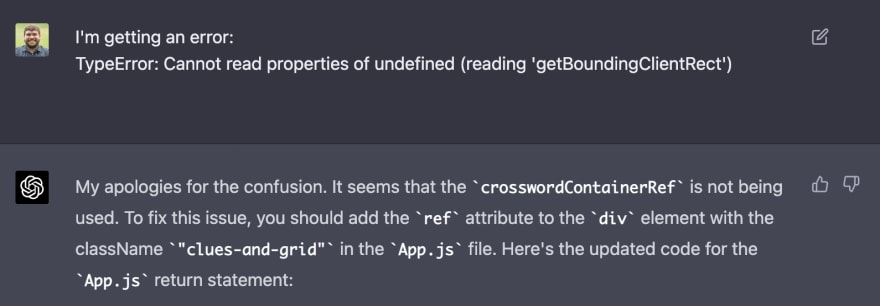 I'm getting an error:
TypeError: Cannot read properties of undefined (reading 'getBoundingClientRect')
My apologies for the confusion. It seems that the `crosswordContainerRef` is not being
used. To fix this issue, you should add the `ref` attribute to the `div` element with the
className `"clues-and-grid"` in the `App.js` file. Here's the updated code for the
`App.js` return statement: